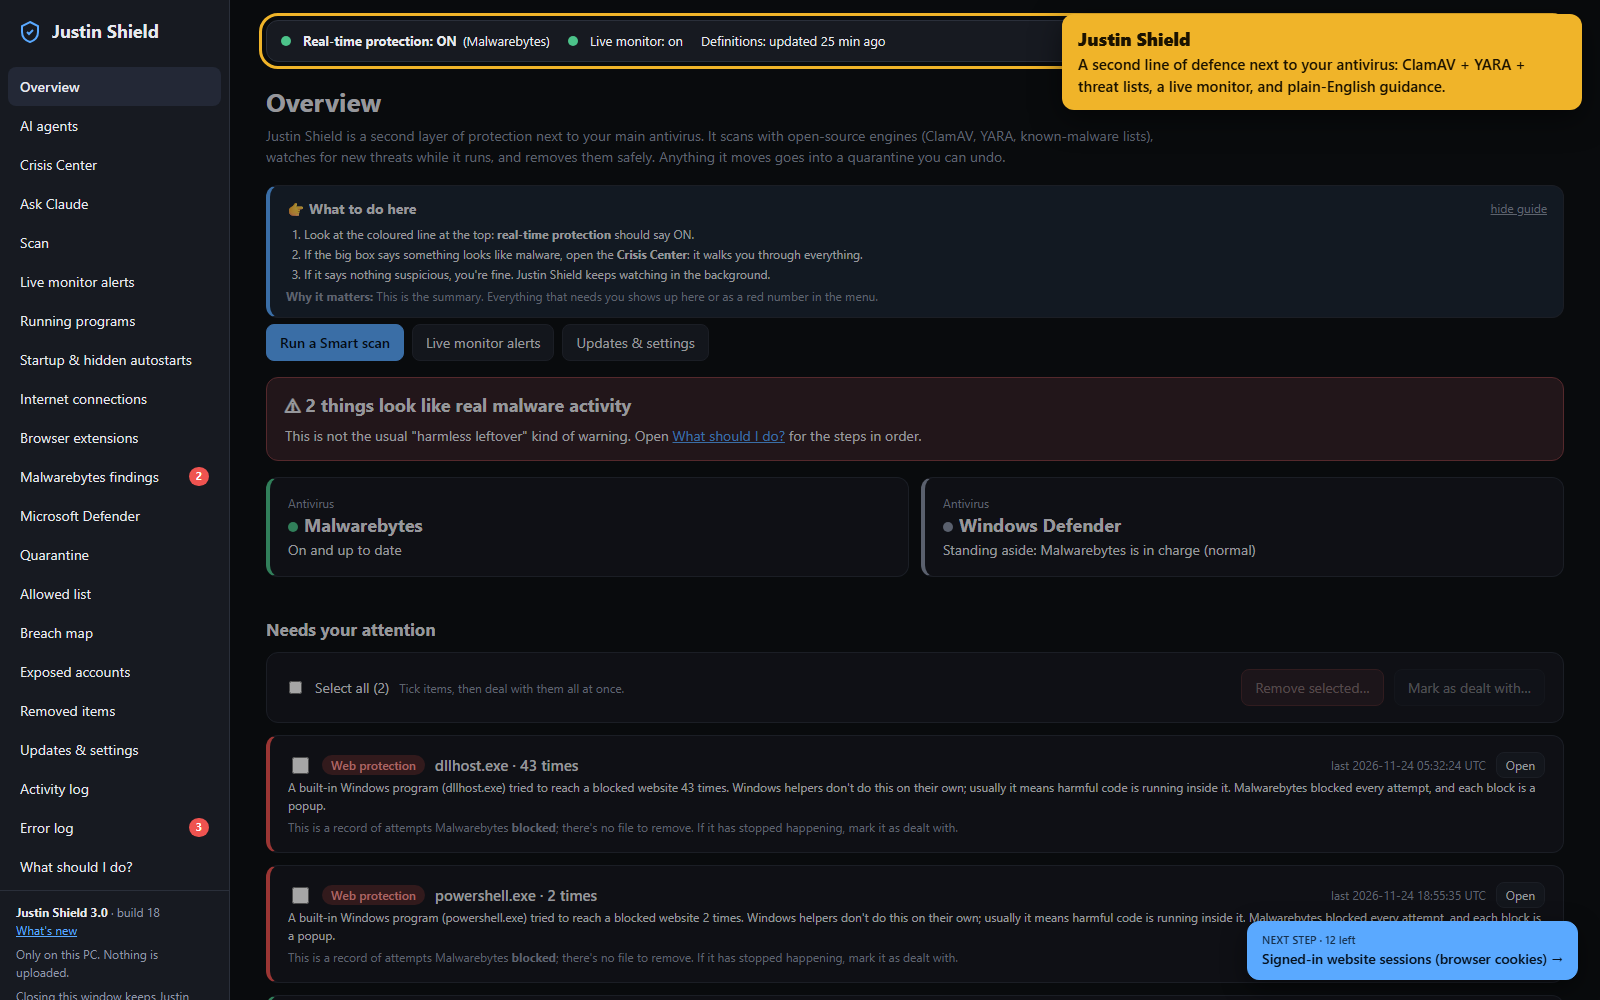 Justin Shield
Overview
AI agents
Crisis Center
Ask Claude
Scan
Live monitor alerts
Running programs
Startup & hidden autostarts
Internet connections
Browser extensions
Malwarebytes findings 2
Microsoft Defender
Quarantine
Allowed list
Breach map
Exposed accounts
Removed items
Updates & settings
Activity log
Error log 3
What should I do?
Justin Shield 3.0 · build 18
What's new
Only on this PC. Nothing is
uploaded.
Closing this window keeps Justin
Real-time protection: ON (Malwarebytes) Live monitor: on Definitions: updated 25 min ago
Justin Shield
A second line of defence next to your antivirus: ClamAV + YARA +
threat lists, a live monitor, and plain-English guidance.
Overview
Justin Shield is a second layer of protection next to your main antivirus. It scans with open-source engines (ClamAV, YARA, known-malware lists),
watches for new threats while it runs, and removes them safely. Anything it moves goes into a quarantine you can undo.
👉 What to do here
hide guide
1. Look at the coloured line at the top: real-time protection should say ON.
2. If the big box says something looks like malware, open the Crisis Center: it walks you through everything.
3. If it says nothing suspicious, you're fine. Justin Shield keeps watching in the background.
Why it matters: This is the summary. Everything that needs you shows up here or as a red number in the menu.
Run a Smart scan Live monitor alerts Updates & settings
⚠ 2 things look like real malware activity
This is not the usual "harmless leftover" kind of warning. Open What should I do? for the steps in order.
Antivirus
Malwarebytes
On and up to date
Antivirus
Windows Defender
Standing aside: Malwarebytes is in charge (normal)
Needs your attention
Select all (2) Tick items, then deal with them all at once.
Remove selected... Mark as dealt with...
Web protection dllhost.exe · 43 times
last 2026-11-24 05:32:24 UTC Open
A built-in Windows program (dllhost.exe) tried to reach a blocked website 43 times. Windows helpers don't do this on their own; usually it means harmful code is running inside it. Malwarebytes blocked every attempt, and each block is a
popup.
This is a record of attempts Malwarebytes blocked; there's no file to remove. If it has stopped happening, mark it as dealt with.
Web protection powershell.exe · 2 times
last 2026-11-24 18:55:35 UTC Open
A built-in Windows program (powershell.exe) tried to reach a blocked website 2 times. Windows helpers don't do this on their own; usually it means harmful code is running inside it. Malwarebytes blocked every attempt, and each block is
a popup.
This is a record of attempts Malwarebytes blocked; there's no file to remove. If it has stopped happening, mark it as dealt with.
NEXT STEP · 12 left
Signed-in website sessions (browser cookies) →